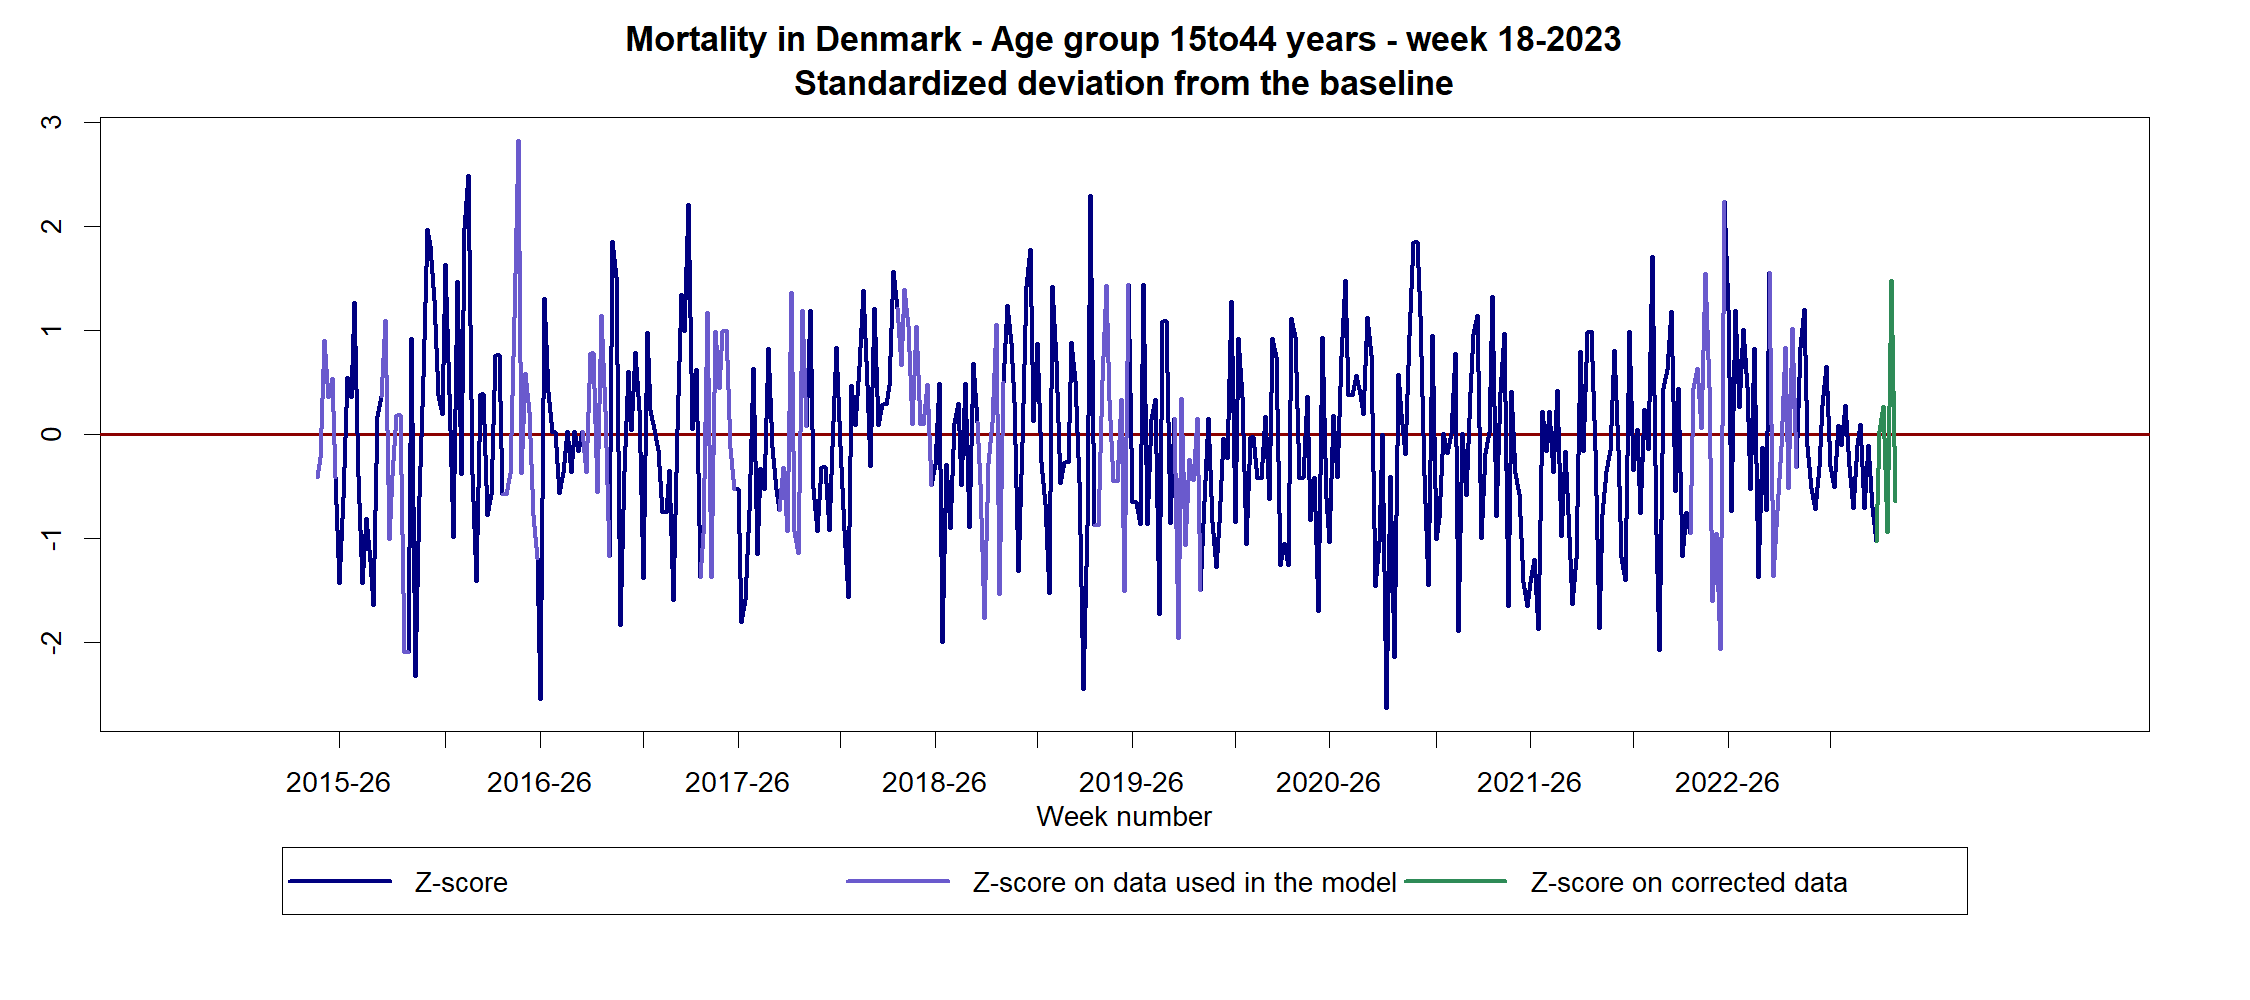 Mortality in Denmark - Age group 15to44 years - week 18-2023
Standardized deviation from the baseline
3
2
1
0
-1
-2
2015-26 2016-26 2017-26 2018-26 2019-26 2020-26 2021-26 2022-26
Week number
Z-score Z-score on data used in the model Z-score on corrected data